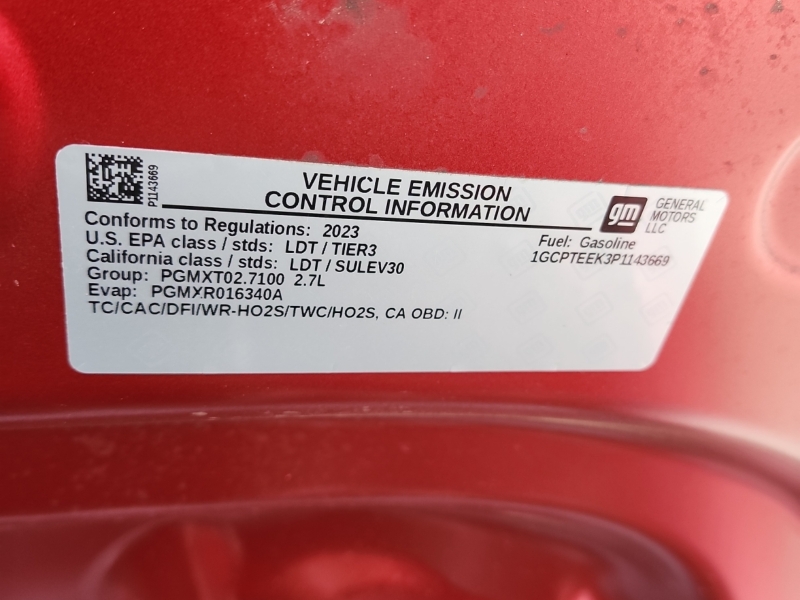 P1143669
VEHICLE EMISSION
CONTROL INFORMATION
gm
GENERAL
MOTORS
LLC
Conforms to Regulations: 2023
U.S. EPA class / stds: LDT / TIER3
California class / stds: LDT / SULEV30
Group: PGMXT02.7100 2.7L
Evap: PGMXR016340A
TC/CAC/DFI/WR-HO2S/TWC/HO2S, CA OBD: II
Fuel: Gasoline
1GCPTEEK3P1143669